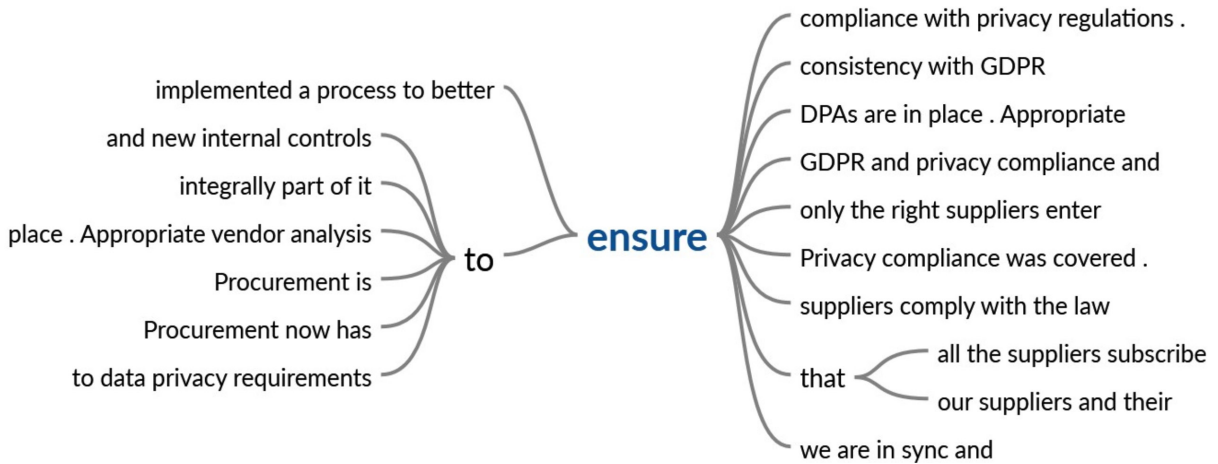 implemented a process to better
and new internal controls
integrally part of it
place . Appropriate vendor analysis
Procurement is
Procurement now has
to data privacy requirements
to
ensure
compliance with privacy regulations .
consistency with GDPR
DPAs are in place . Appropriate
GDPR and privacy compliance and
only the right suppliers enter
Privacy compliance was covered .
suppliers comply with the law
that
all the suppliers subscribe
our suppliers and their
we are in sync and